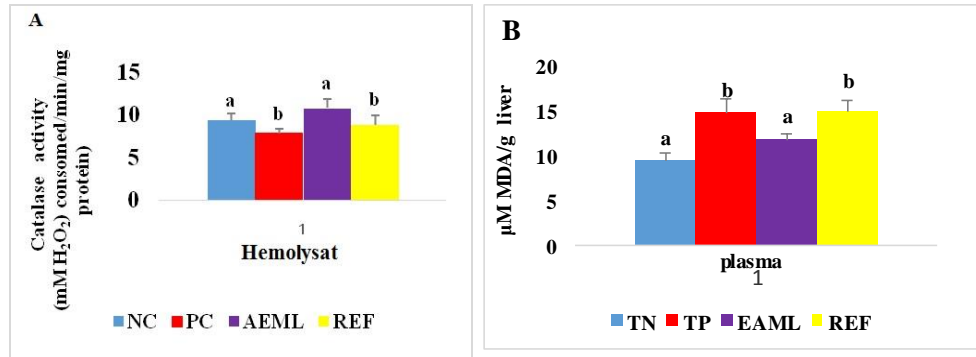 A
Catalase activity
(mM H₂O₂) consomed/min/mg
protein)
15
10
5
0
a
b
a
b
1
Hemolysat
NC PC AEML REF
B
µM MDA/g liver
20
15
10
5
0
a
b
a
b
plasma
1
TN TP EAML REF